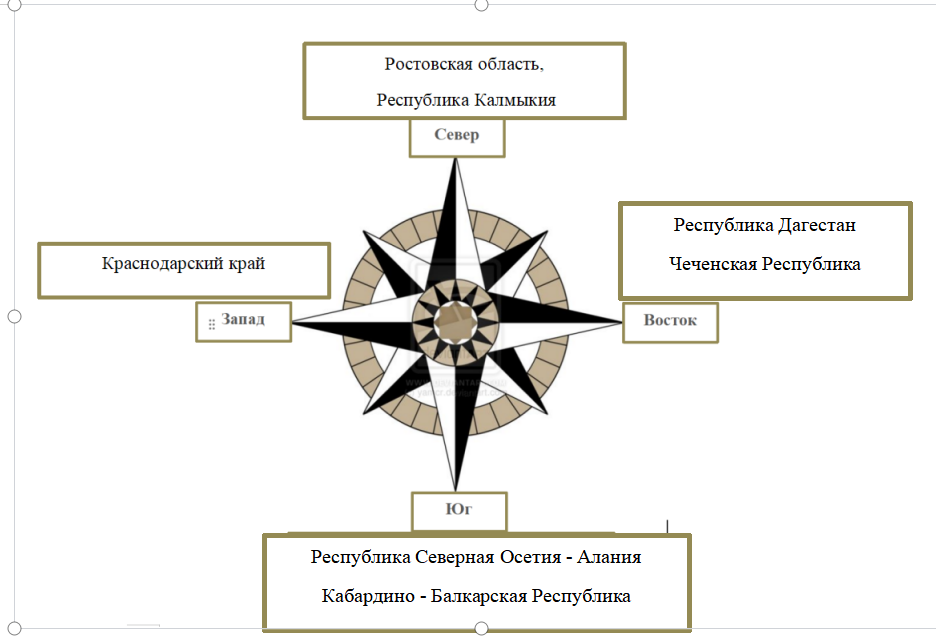 Ростовская область,
Республика Калмыкия
Север
Республика Дагестан
Чеченская Республика
Краснодарский край
Запад
Восток
Юг
Республика Северная Осетия - Алания
Кабардино - Балкарская Республика